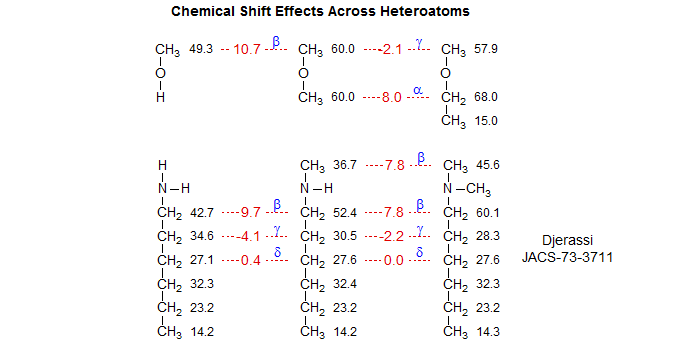 Chemical Shift Effects Across Heteroatoms
CH3 49.3 10.7 β CH3 60.0 -2.1 γ CH3 57.9
O O O
H CH3 60.0 8.0 α CH2 68.0
CH3 15.0
H CH3 36.7 7.8 β CH3 45.6
N–H N–H N–CH3
CH2 42.7 9.7 β CH2 52.4 7.8 β CH2 60.1
CH2 34.6 -4.1 γ CH2 30.5 -2.2 γ CH2 28.3
CH2 27.1 0.4 δ CH2 27.6 0.0 δ CH2 27.6
CH2 32.3 CH2 32.4 CH2 32.3
CH2 23.2 CH2 23.2 CH2 23.2
CH3 14.2 CH3 14.2 CH3 14.3
Djerassi
JACS-73-3711